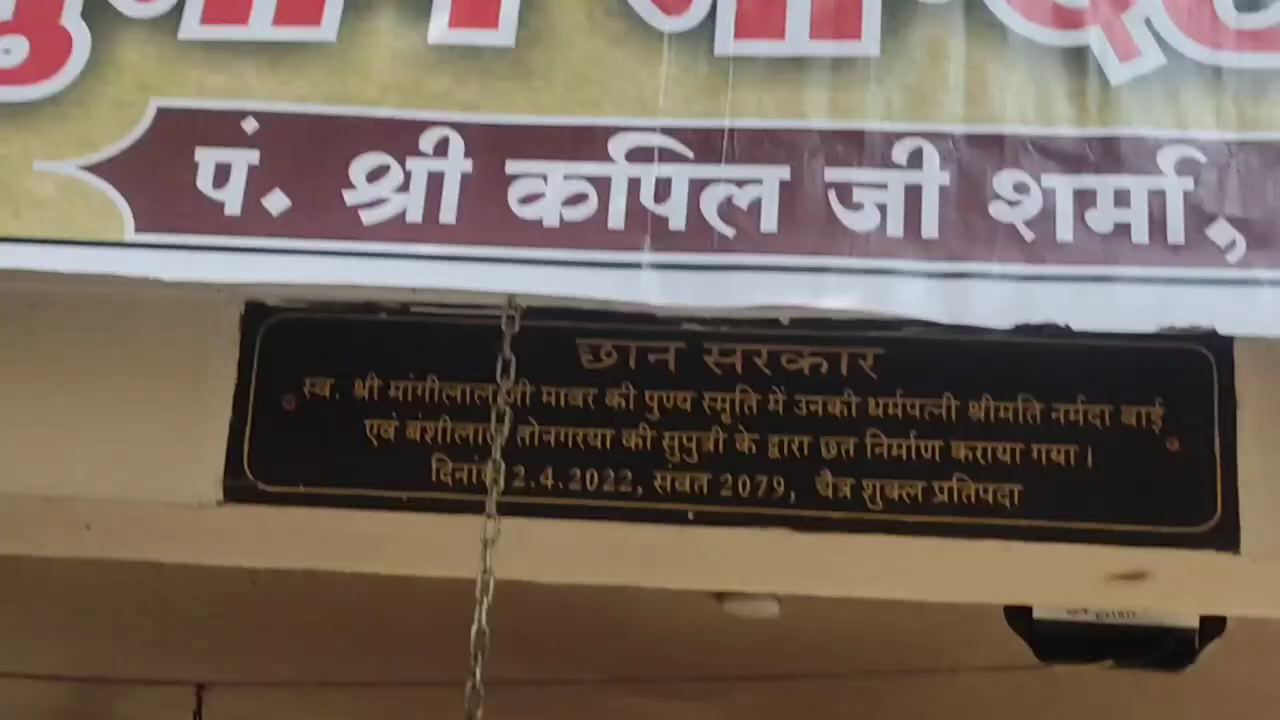 पं. श्री कपिल जी शर्मा,
छान सरकार
स्व. श्री मांगीलाल जी मावर की पुण्य स्मृति में उनकी धर्मपत्नी श्रीमति नर्मदा बाई
एवं बंशीलाल तोनगरया की सुपुत्री के द्वारा छत निर्माण कराया गया।
दिनांक 2.4.2022, संवत 2079, चैत्र शुक्ल प्रतिपदा